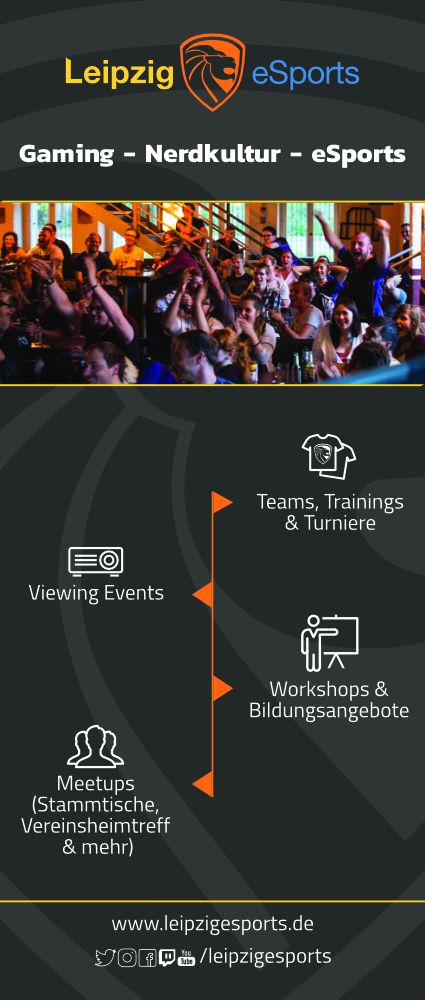 Leipzig eSports
Gaming – Nerdkultur – eSports
Teams, Trainings
& Turniere
Viewing Events
Workshops &
Bildungsangebote
Meetups
(Stammtische,
Vereinsheimtreff
& mehr)
www.leipzigesports.de
You
Tube
/leipzigesports